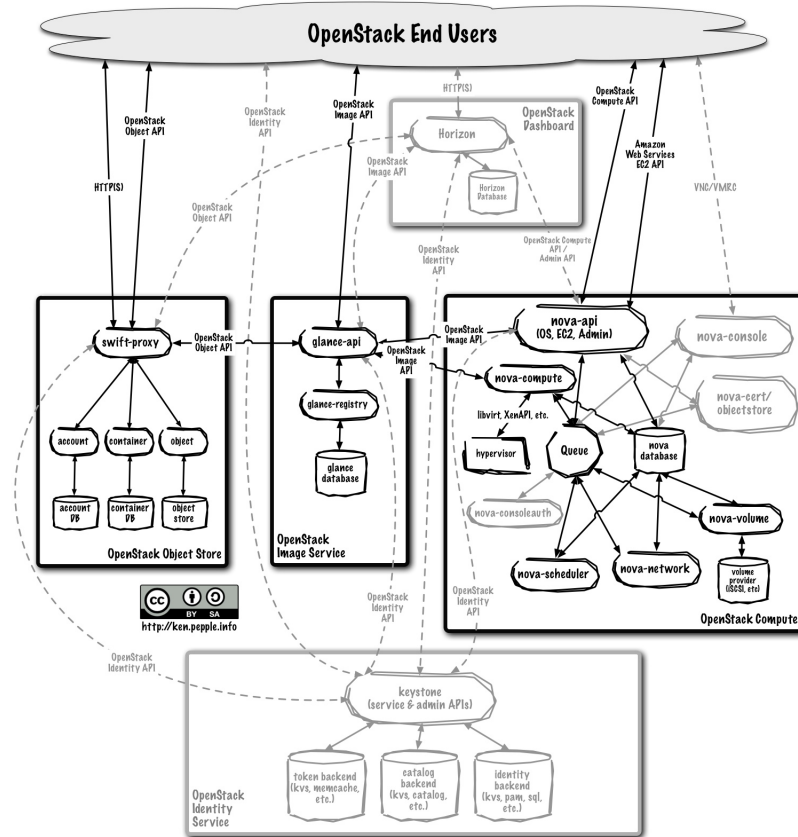 OpenStack End Users
HTTP(S)
OpenStack
Object API
OpenStack
Identity
API
OpenStack
Image API
HTTP(S)
OpenStack
Dashboard
Horizon
Horizon
Database
OpenStack
Image API
OpenStack
Object API
OpenStack
Identity
API
OpenStack Compute
API /
Admin API
OpenStack
Compute API
Amazon
Web Services
EC2 API
VNC/VMRC
swift-proxy
OpenStack
Object API
account
container
object
account
DB
container
DB
object
store
OpenStack Object Store
glance-api
glance-registry
glance
database
OpenStack
Image Service
OpenStack
Image API
OpenStack
Image
API
nova-api
(OS, EC2, Admin)
nova-console
nova-compute
nova-cert/
objectstore
libvirt, XenAPI, etc.
hypervisor
Queue
nova
database
nova-consoleauth
nova-volume
nova-scheduler
nova-network
volume
provider
(iSCSI, etc)
OpenStack Compute
OpenStack
Identity
API
OpenStack
Identity
API
cc
BY SA
http://ken.pepple.info
OpenStack
Identity API
keystone
(service & admin APIs)
token backend
(kvs, memcache,
etc.)
catalog
backend
(kvs, catalog,
etc.)
identity
backend
(kvs, pam, sql,
etc.)
OpenStack
Identity
Service